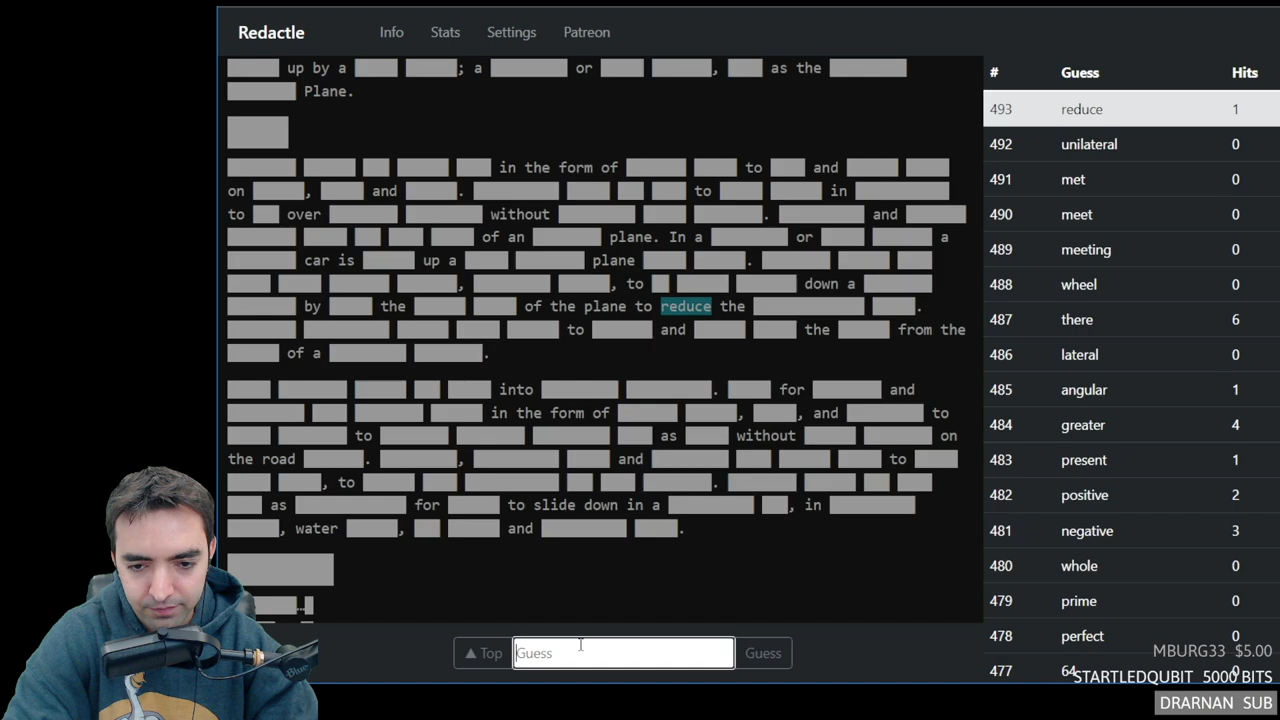 Redactle Info Stats Settings Patreon
up by a ; a or , as the
Plane.
in the form of to and
on , and . to in
to over without .
and of an plane. In a or a
car is up a plane .
, , to down a
by the of the plane to reduce the .
to and the from the
of a .
into . for and
in the form of , , and to
to as without on
the road . , and to
, to .
as for to slide down in a , in
, water , and .
…
▲ Top Guess Guess
# Guess Hits
493 reduce 1
492 unilateral 0
491 met 0
490 meet 0
489 meeting 0
488 wheel 0
487 there 6
486 lateral 0
485 angular 1
484 greater 4
483 present 1
482 positive 2
481 negative 3
480 whole 0
479 prime 0
478 perfect 0
477 64 0
MBURG33 $5.00
STARTLEDQUBIT 5000 BITS
DRARNAN SUB